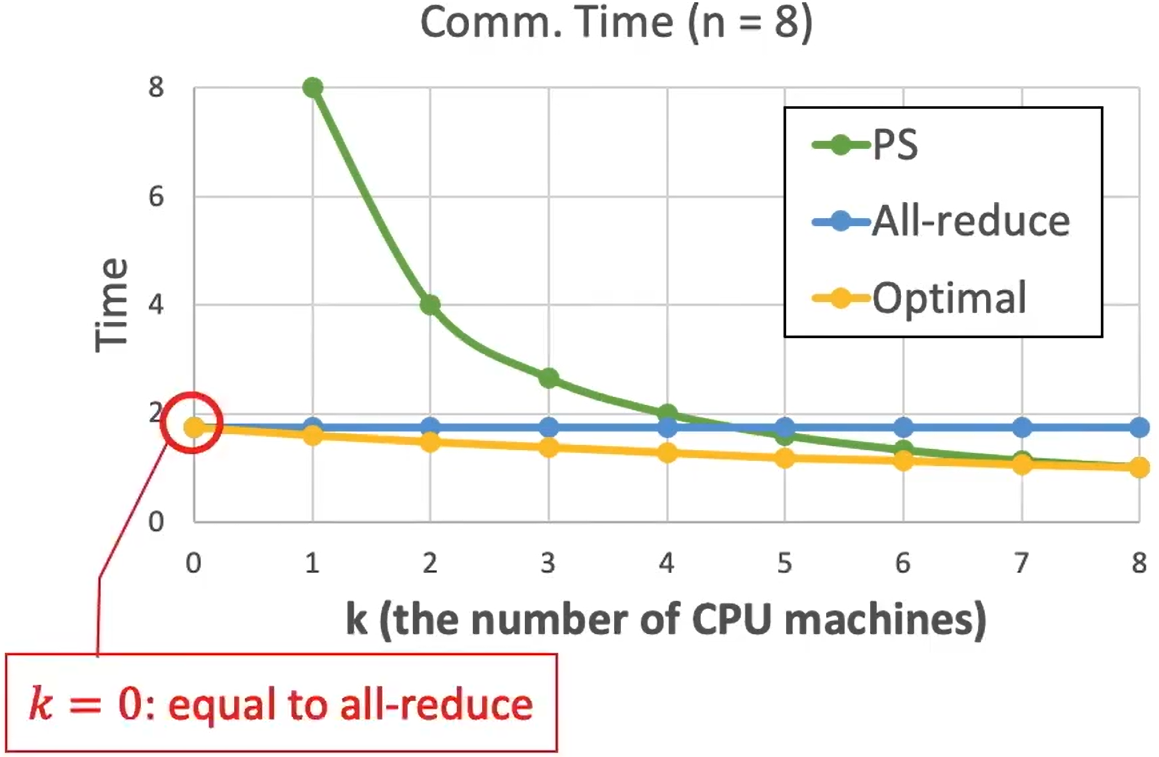 Comm. Time (n = 8)
8
6
4
2
0
Time
PS
All-reduce
Optimal
0 1 2 3 4 5 6 7 8
k (the number of CPU machines)
k = 0: equal to all-reduce